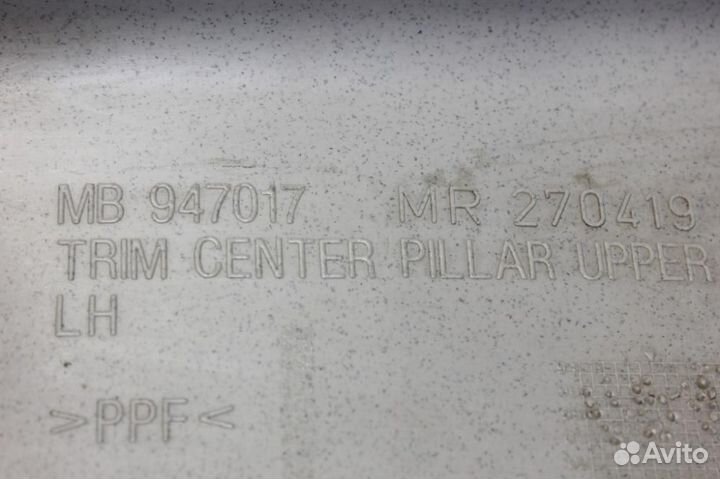 MB 947017 MR 270419
TRIM CENTER PILLAR UPPER
LH
>PPF<
Avito